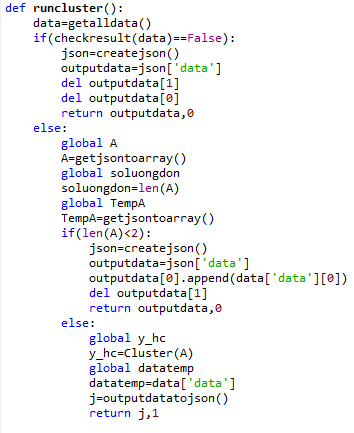 def runcluster():
    data=getalldata()
    if(checkresult(data)==False):
        json=createjson()
        outputdata=json['data']
        del outputdata[1]
        del outputdata[0]
        return outputdata,0
    else:
        global A
        A=getjsontoarray()
        global soluongdon
        soluongdon=len(A)
        global TempA
        TempA=getjsontoarray()
        if(len(A)<2):
            json=createjson()
            outputdata=json['data']
            outputdata[0].append(data['data'][0])
            del outputdata[1]
            return outputdata,0
        else:
            global y_hc
            y_hc=Cluster(A)
            global datatemp
            datatemp=data['data']
            j=outputdatatojson()
            return j,1